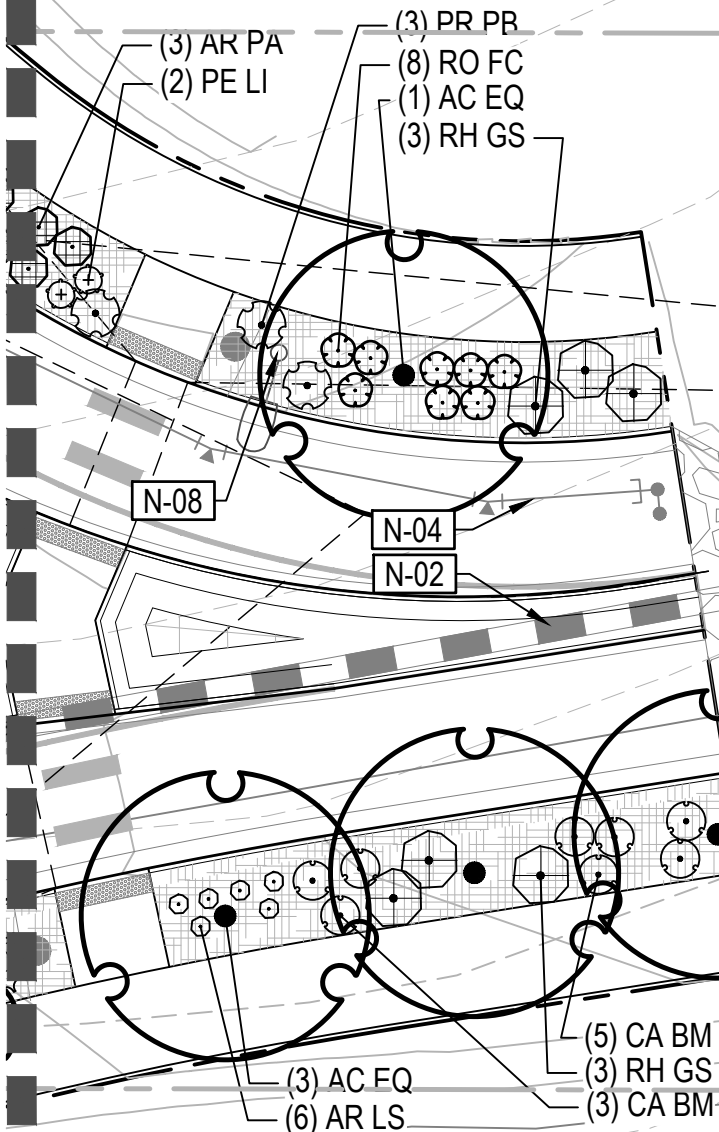 (3) AR PA
(2) PE LI
(3) PR PB
(8) RO FC
(1) AC EQ
(3) RH GS
N-08
N-04
N-02
(3) AC EQ
(6) AR LS
(5) CA BM
(3) RH GS
(3) CA BM